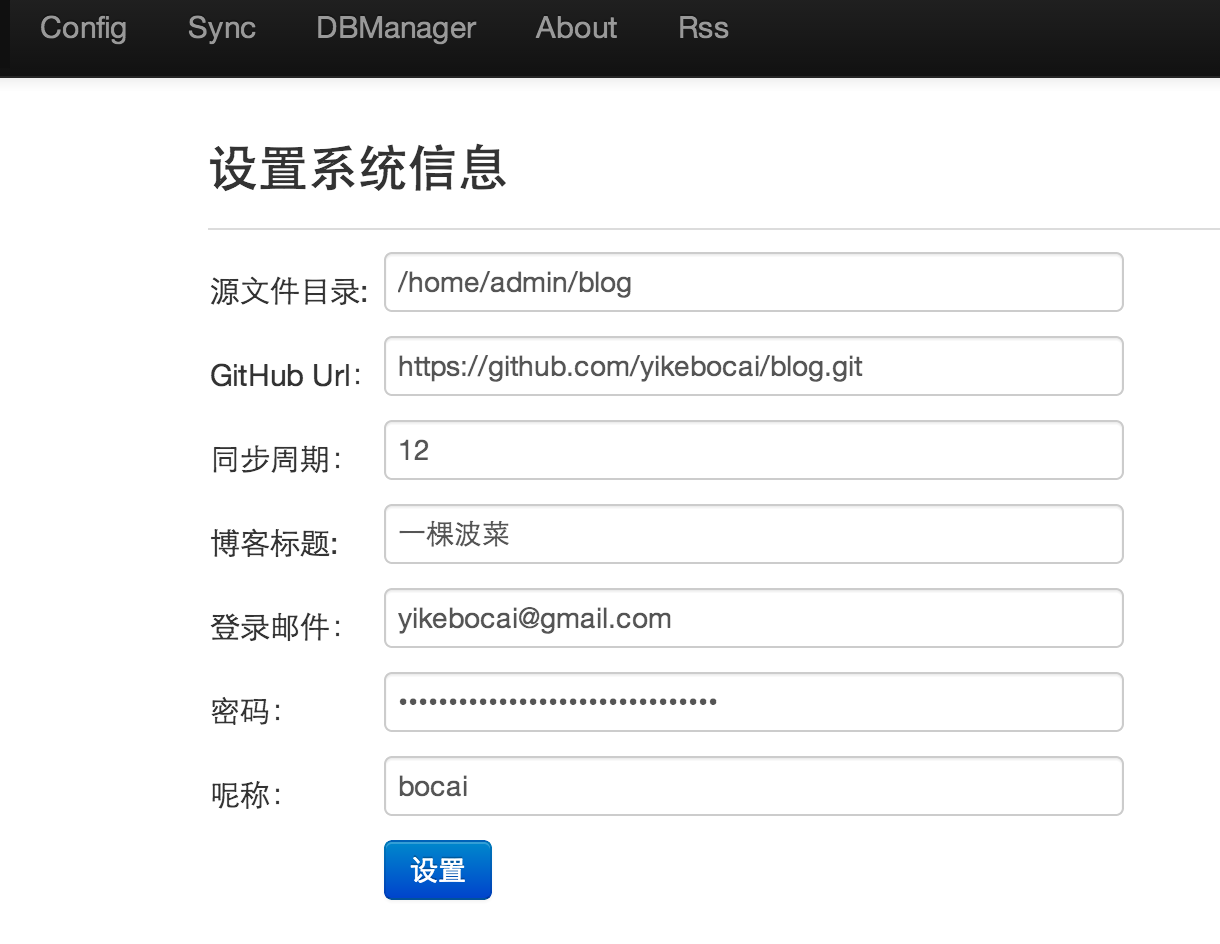 Config Sync DBManager About Rss
设置系统信息
源文件目录: /home/admin/blog
GitHub Url: https://github.com/yikebocai/blog.git
同步周期: 12
博客标题: 一棵波菜
登录邮件: yikebocai@gmail.com
密码: ••••••••••••••••••••••••••••••••
昵称: bocai
设置